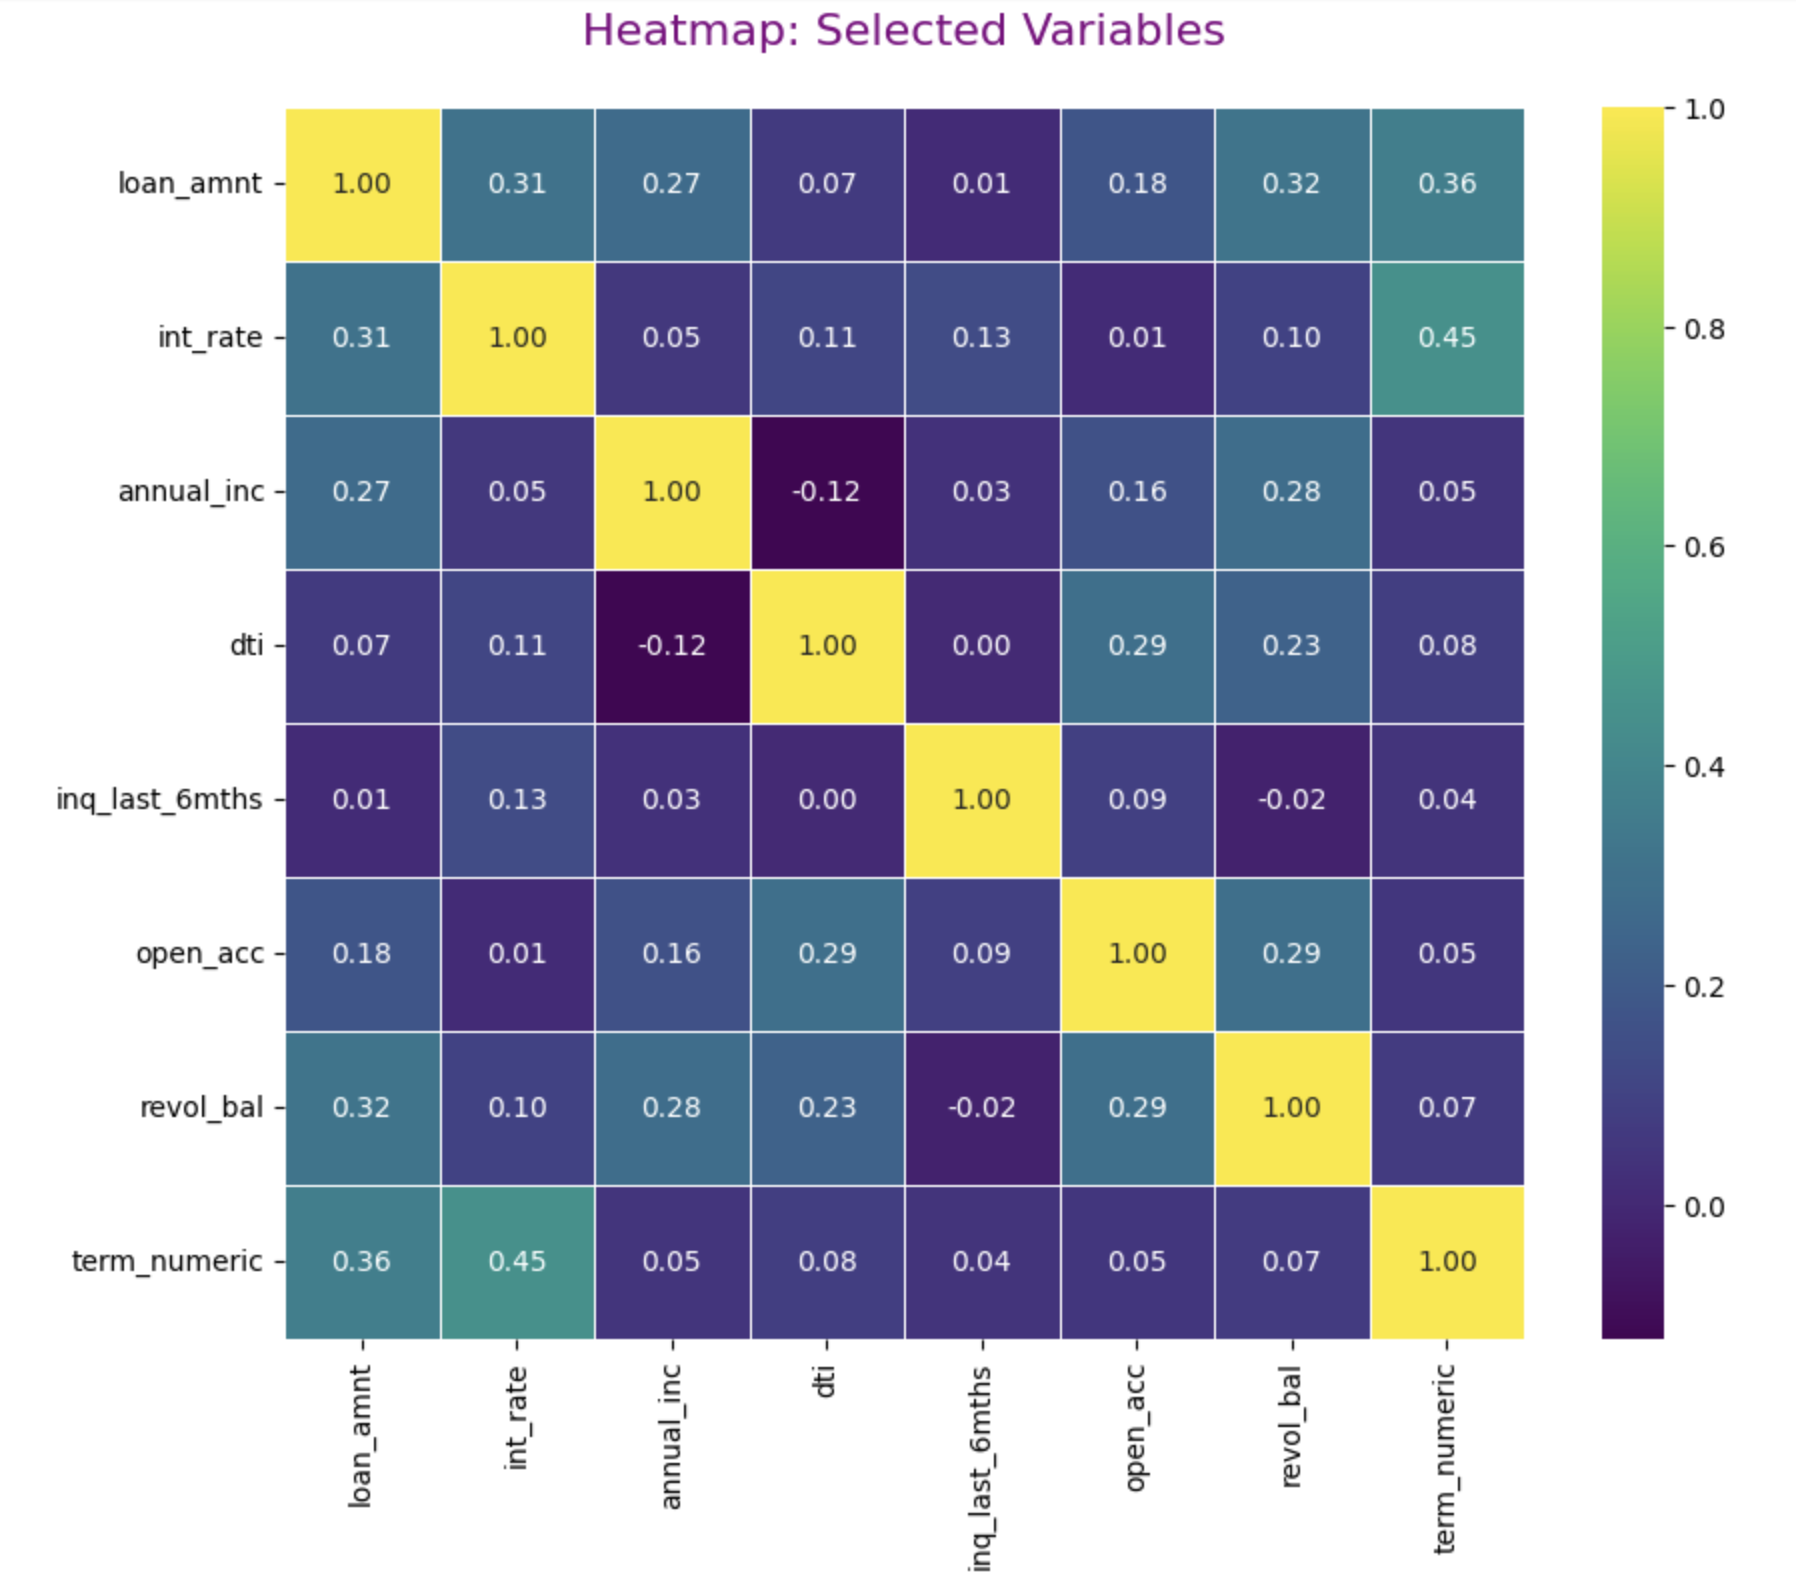 Heatmap: Selected Variables
1.0
loan_amnt 1.00 0.31 0.27 0.07 0.01 0.18 0.32 0.36
int_rate 0.31 1.00 0.05 0.11 0.13 0.01 0.10 0.45
0.8
annual_inc 0.27 0.05 1.00 -0.12 0.03 0.16 0.28 0.05
0.6
dti 0.07 0.11 -0.12 1.00 0.00 0.29 0.23 0.08
0.4
inq_last_6mths 0.01 0.13 0.03 0.00 1.00 0.09 -0.02 0.04
open_acc 0.18 0.01 0.16 0.29 0.09 1.00 0.29 0.05
0.2
revol_bal 0.32 0.10 0.28 0.23 -0.02 0.29 1.00 0.07
0.0
term_numeric 0.36 0.45 0.05 0.08 0.04 0.05 0.07 1.00
loan_amnt
int_rate
annual_inc
dti
inq_last_6mths
open_acc
revol_bal
term_numeric